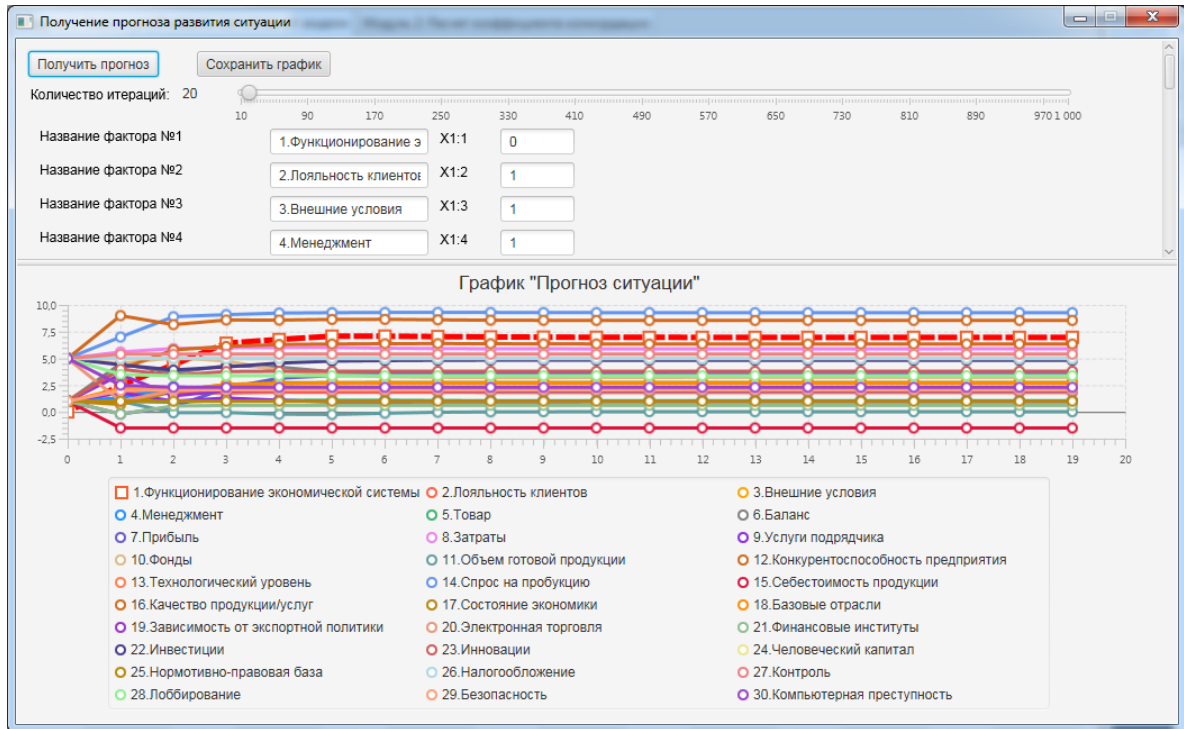 Получение прогноза развития ситуации
Получить прогноз Сохранить график
Количество итераций: 20
10 90 170 250 330 410 490 570 650 730 810 890 970 1 000
Название фактора №1 1.Функционирование э X1:1 0
Название фактора №2 2.Лояльность клиентов X1:2 1
Название фактора №3 3.Внешние условия X1:3 1
Название фактора №4 4.Менеджмент X1:4 1
График "Прогноз ситуации"
10,0
7,5
5,0
2,5
0,0
-2,5
0 1 2 3 4 5 6 7 8 9 10 11 12 13 14 15 16 17 18 19 20
1.Функционирование экономической системы 2.Лояльность клиентов 3.Внешние условия
4.Менеджмент 5.Товар 6.Баланс
7.Прибыль 8.Затраты 9.Услуги подрядчика
10.Фонды 11.Объем готовой продукции 12.Конкурентоспособность предприятия
13.Технологический уровень 14.Спрос на пробукцию 15.Себестоимость продукции
16.Качество продукции/услуг 17.Состояние экономики 18.Базовые отрасли
19.Зависимость от экспортной политики 20.Электронная торговля 21.Финансовые институты
22.Инвестиции 23.Инновации 24.Человеческий капитал
25.Нормотивно-правовая база 26.Налогообложение 27.Контроль
28.Лоббирование 29.Безопасность 30.Компьютерная преступность